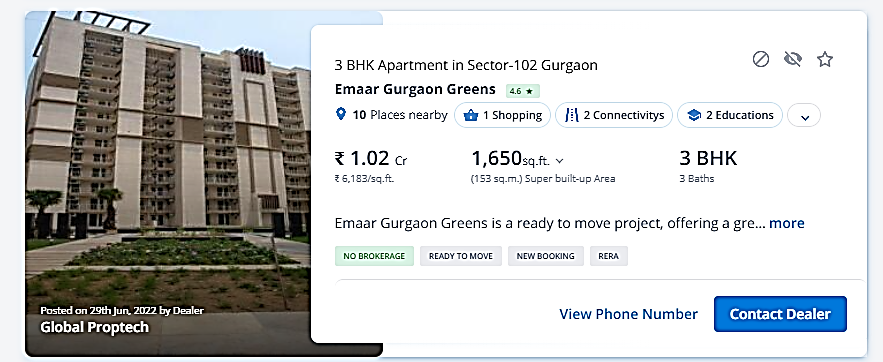 3 BHK Apartment in Sector-102 Gurgaon
Emaar Gurgaon Greens 4.6 ★
10 Places nearby 1 Shopping 2 Connectivitys 2 Educations
₹ 1.02 Cr 1,650sq.ft. 3 BHK
₹ 6,183/sq.ft. (153 sq.m.) Super built-up Area 3 Baths
Emaar Gurgaon Greens is a ready to move project, offering a gre... more
NO BROKERAGE READY TO MOVE NEW BOOKING RERA
Posted on 29th Jun, 2022 by Dealer
Global Proptech
View Phone Number Contact Dealer